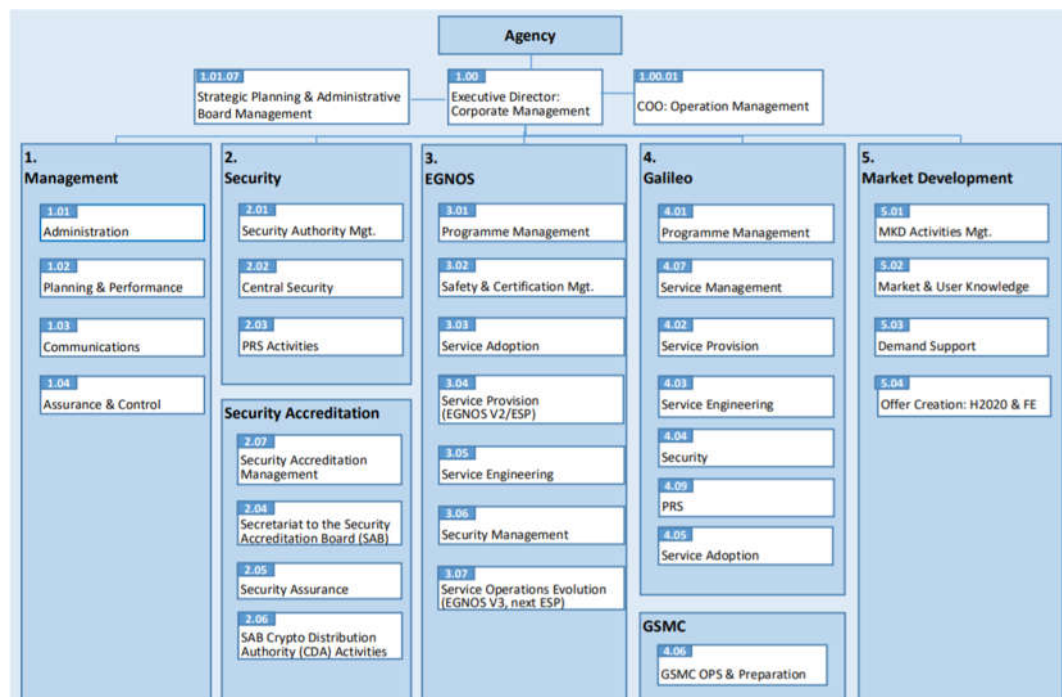 Agency
1.01.07
Strategic Planning & Administrative
Board Management
1.00
Executive Director:
Corporate Management
1.00.01
COO: Operation Management
1.
Management
1.01
Administration
1.02
Planning & Performance
1.03
Communications
1.04
Assurance & Control
2.
Security
2.01
Security Authority Mgt.
2.02
Central Security
2.03
PRS Activities
Security Accreditation
2.07
Security Accreditation
Management
2.04
Secretariat to the Security
Accreditation Board (SAB)
2.05
Security Assurance
2.06
SAB Crypto Distribution
Authority (CDA) Activities
3.
EGNOS
3.01
Programme Management
3.02
Safety & Certification Mgt.
3.03
Service Adoption
3.04
Service Provision
(EGNOS V2/ESP)
3.05
Service Engineering
3.06
Security Management
3.07
Service Operations Evolution
(EGNOS V3, next ESP)
4.
Galileo
4.01
Programme Management
4.07
Service Management
4.02
Service Provision
4.03
Service Engineering
4.04
Security
4.09
PRS
4.05
Service Adoption
GSMC
4.06
GSMC OPS & Preparation
5.
Market Development
5.01
MKD Activities Mgt.
5.02
Market & User Knowledge
5.03
Demand Support
5.04
Offer Creation: H2020 & FE